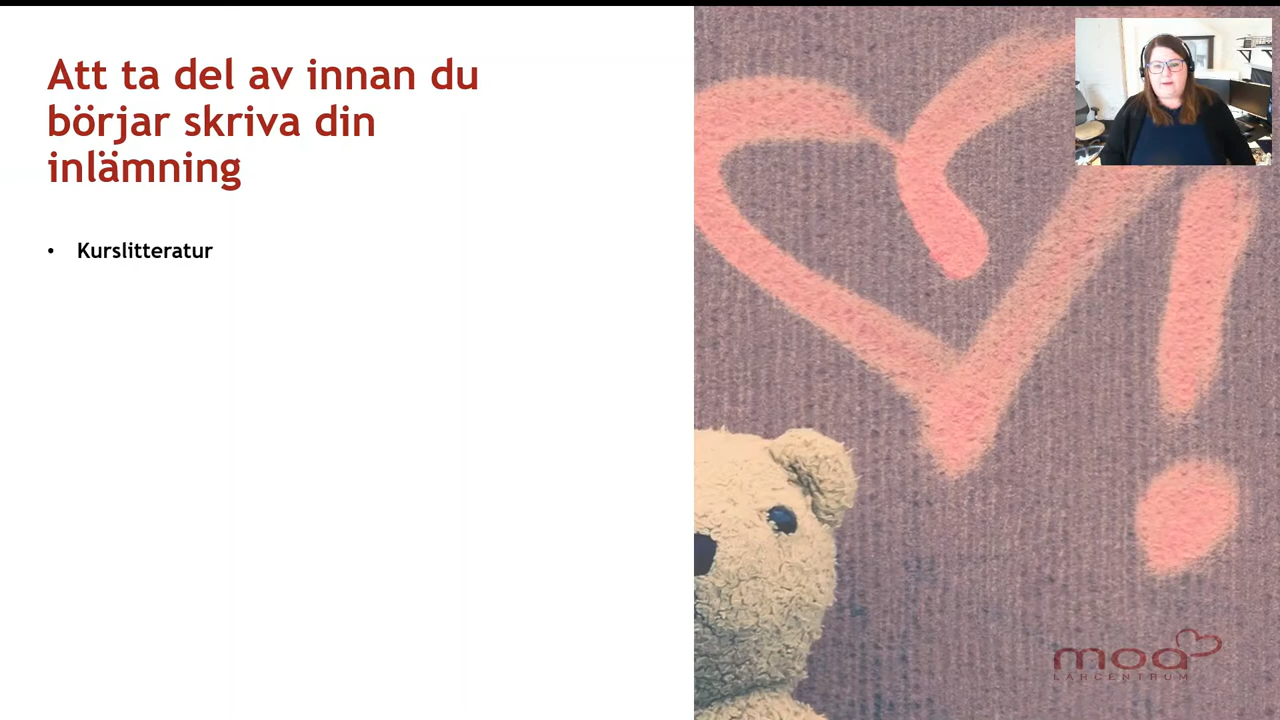 Att ta del av innan du
börjar skriva din
inlämning
• Kurslitteratur
moa
LÄRCENTRUM